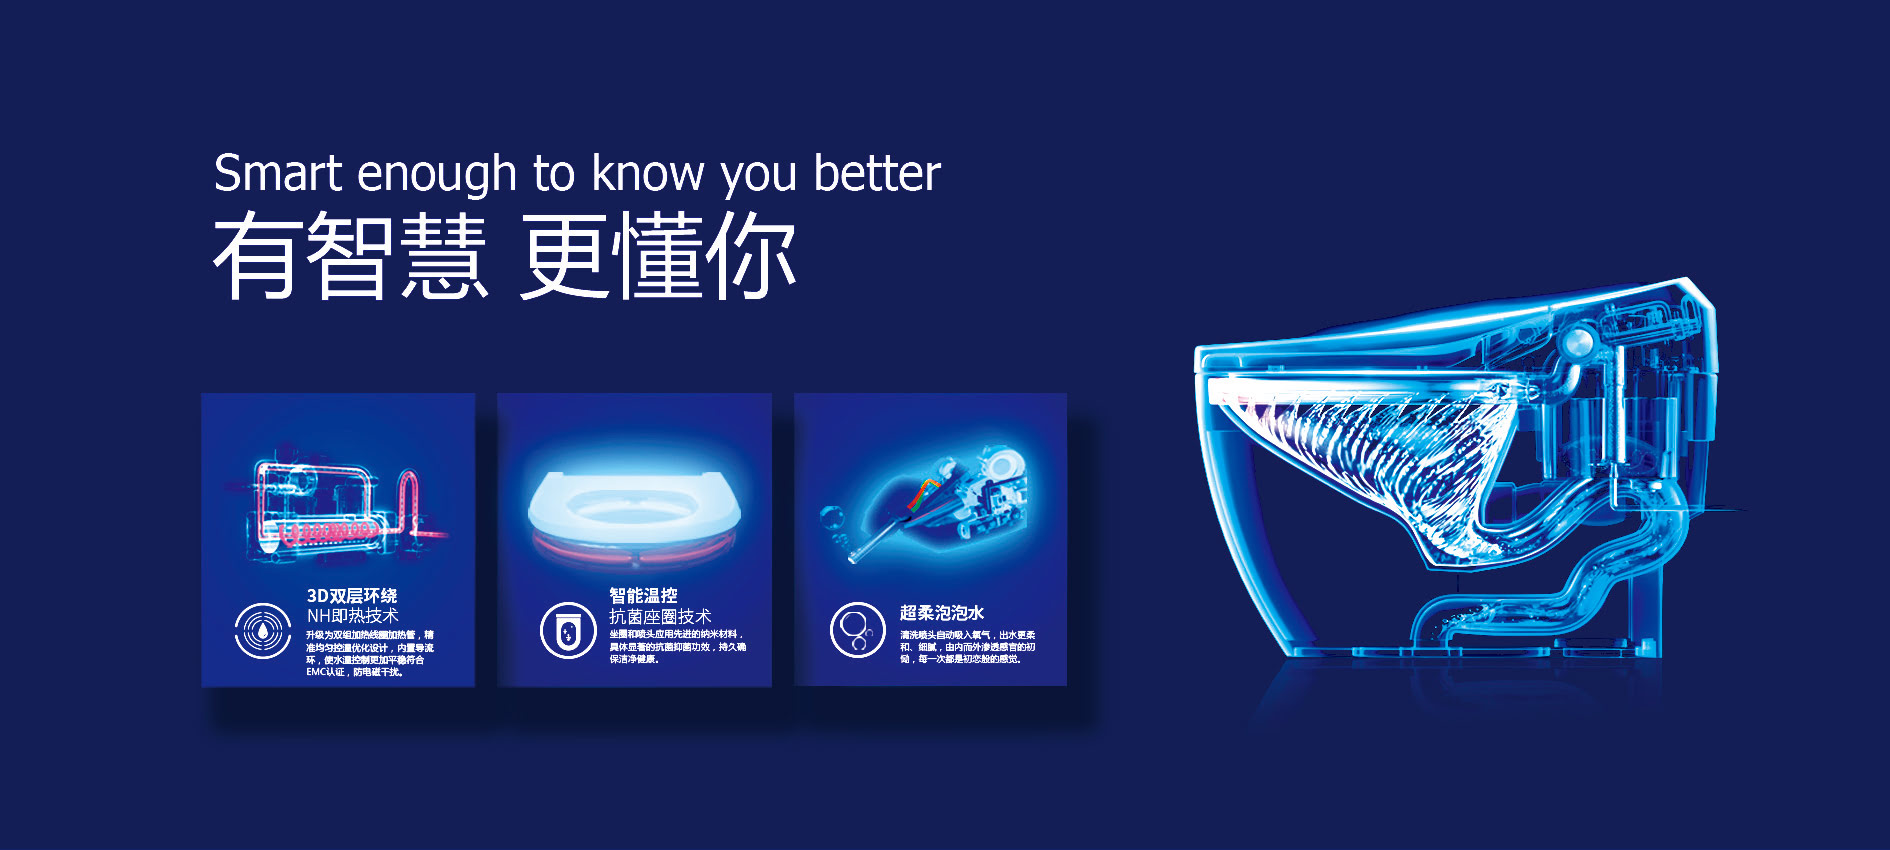 Smart enough to know you better
有智慧 更懂你
3D双层环绕
NH即热技术
升级为双组加热线圈加热管，精
准均匀控温优化设计，内置导流
环，使水温控制更加平稳符合
EMC认证，防电磁干扰。
智能温控
抗菌座圈技术
坐圈和喷头应用先进的纳米材料，
具体显著的抗菌抑菌功效，持久确
保洁净健康。
超柔泡泡水
清洗喷头自动吸入氧气，出水更柔
和、细腻，由内而外渗透感官的初
体，每一次都是初恋般的感觉。